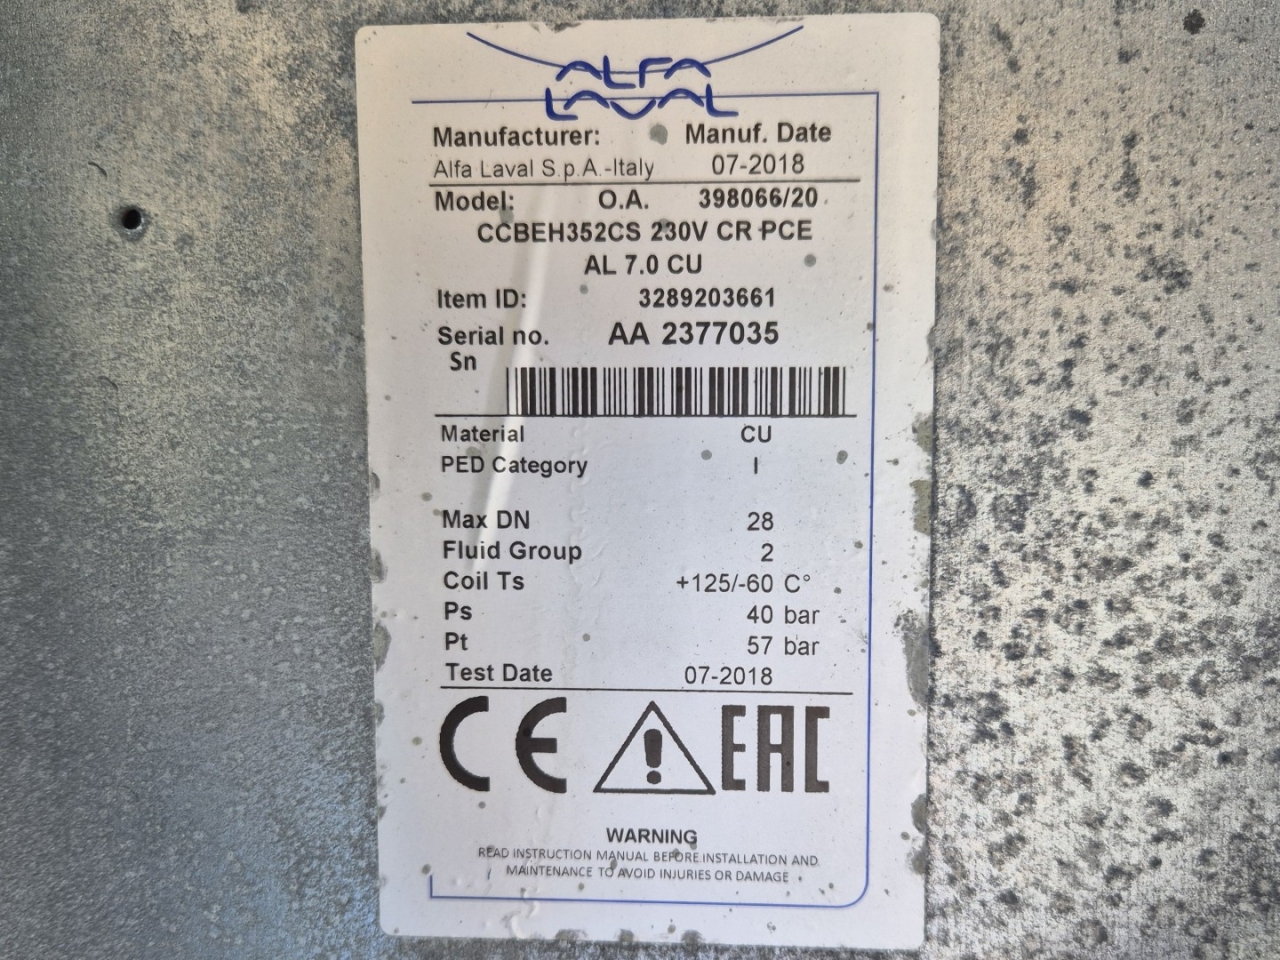 ALFA
LAVAL
Manufacturer: Manuf. Date
Alfa Laval S.p.A.-Italy 07-2018
Model: O.A. 398066/20
CCBEH352CS 230V CR PCE
AL 7.0 CU
Item ID: 3289203661
Serial no. AA 2377035
Sn
Material CU
PED Category I
Max DN 28
Fluid Group 2
Coil Ts +125/-60 C°
Ps 40 bar
Pt 57 bar
Test Date 07-2018
CE EAC
WARNING
READ INSTRUCTION MANUAL BEFORE INSTALLATION AND
MAINTENANCE TO AVOID INJURIES OR DAMAGE